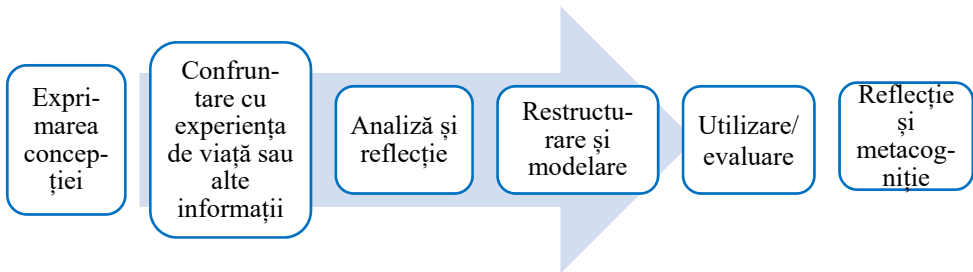 Expri-
marea
concep-
ției
Confrun-
tare cu
experiența
de viață sau
alte
informații
Analiză și
reflecție
Restructu-
rare și
modelare
Utilizare/
evaluare
Reflecție
și
metacog-
niție